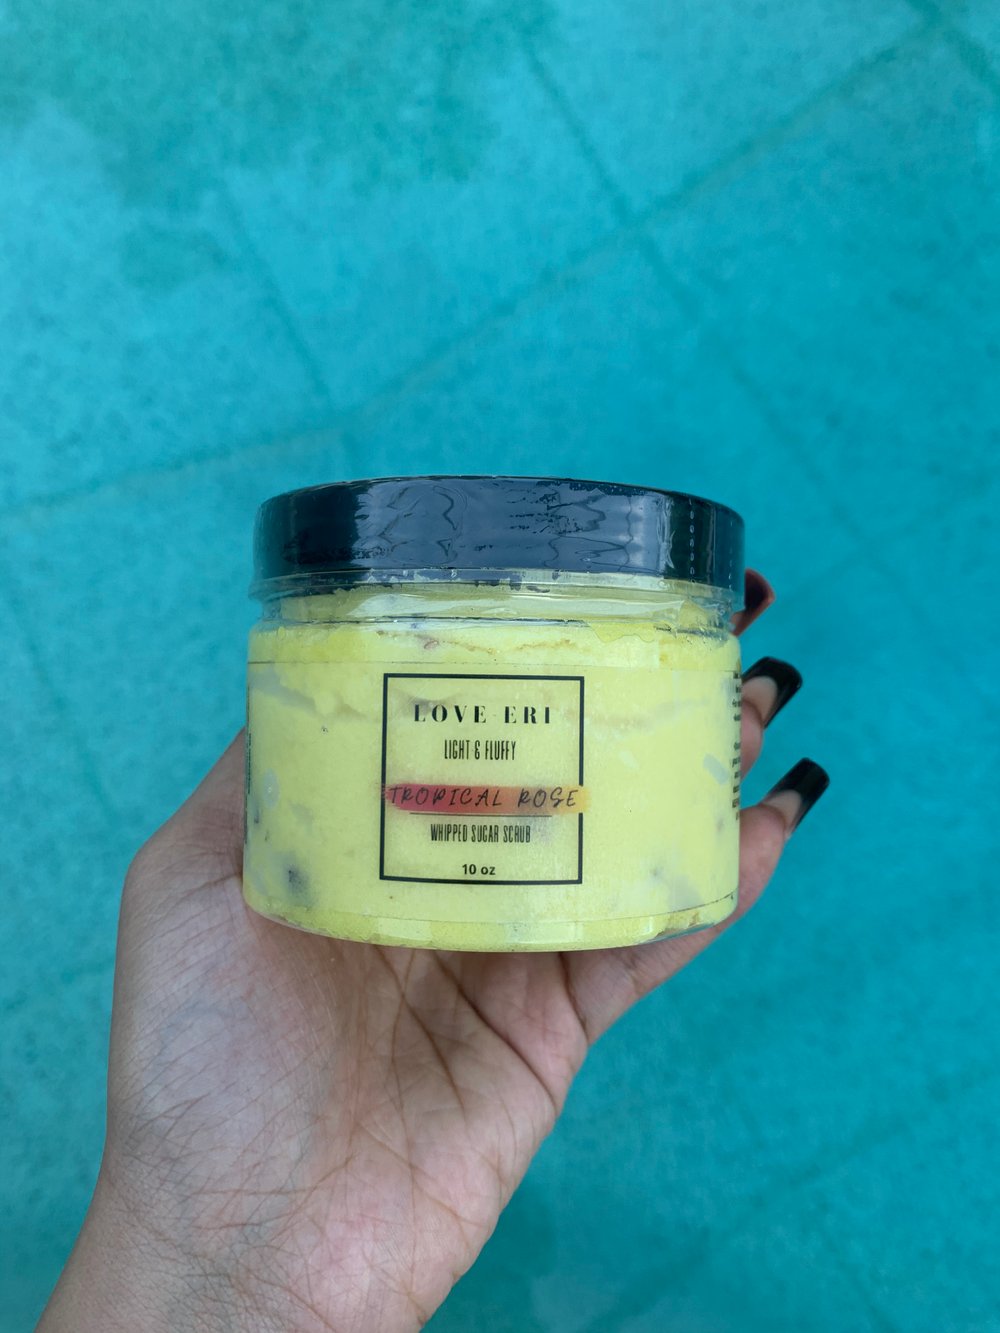 LOVE ERI
LIGHT & FLUFFY
TROPICAL ROSE
WHIPPED SUGAR SCRUB
10 oz